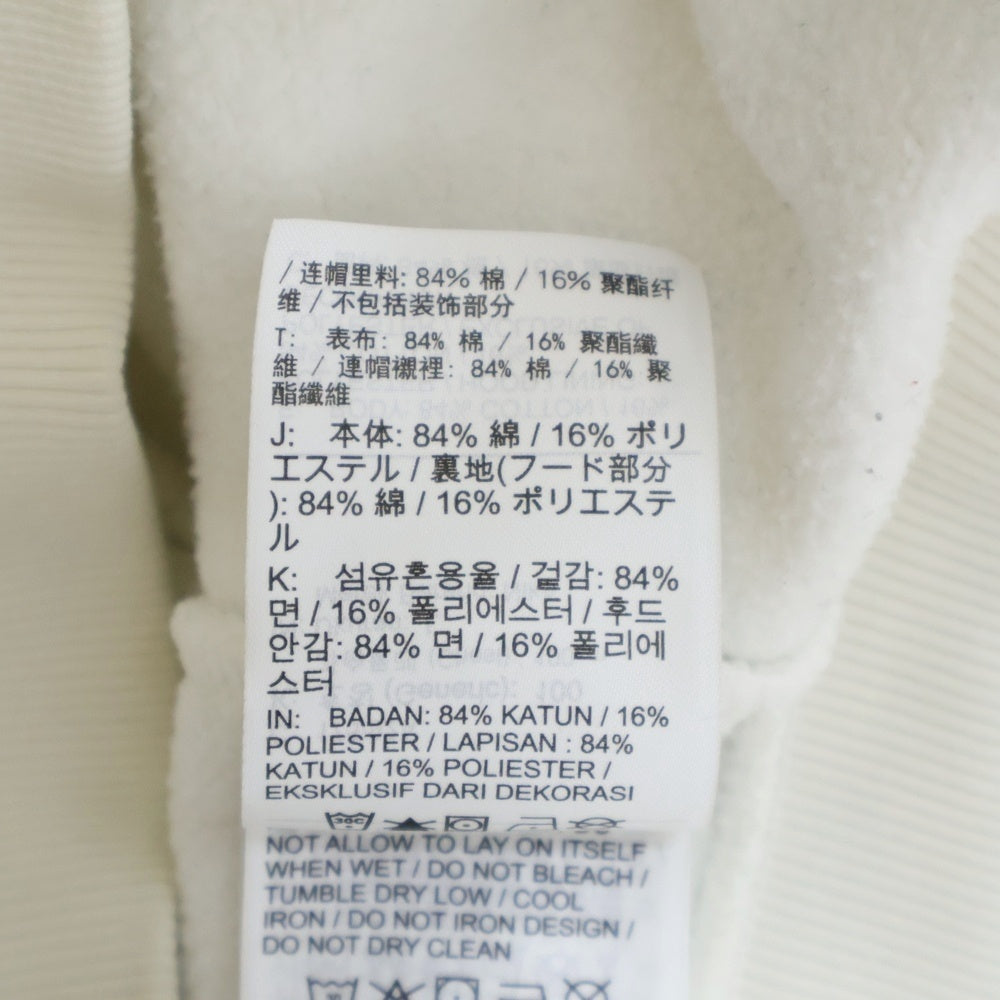 / 连帽里料: 84% 棉 / 16% 聚酯纤
维 / 不包括装饰部分
T: 表布: 84% 棉 / 16% 聚酯纖
維 / 連帽襯裡: 84% 棉 / 16% 聚
酯纖維
J: 本体: 84% 綿 / 16% ポリ
エステル / 裏地(フード部分
): 84% 綿 / 16% ポリエステ
ル
K: 섬유혼용율 / 겉감: 84%
면 / 16% 폴리에스터 / 후드
안감: 84% 면 / 16% 폴리에
스터
IN: BADAN: 84% KATUN / 16%
POLIESTER / LAPISAN : 84%
KATUN / 16% POLIESTER /
EKSKLUSIF DARI DEKORASI
30C
NOT ALLOW TO LAY ON ITSELF
WHEN WET / DO NOT BLEACH /
TUMBLE DRY LOW / COOL
IRON / DO NOT IRON DESIGN /
DO NOT DRY CLEAN